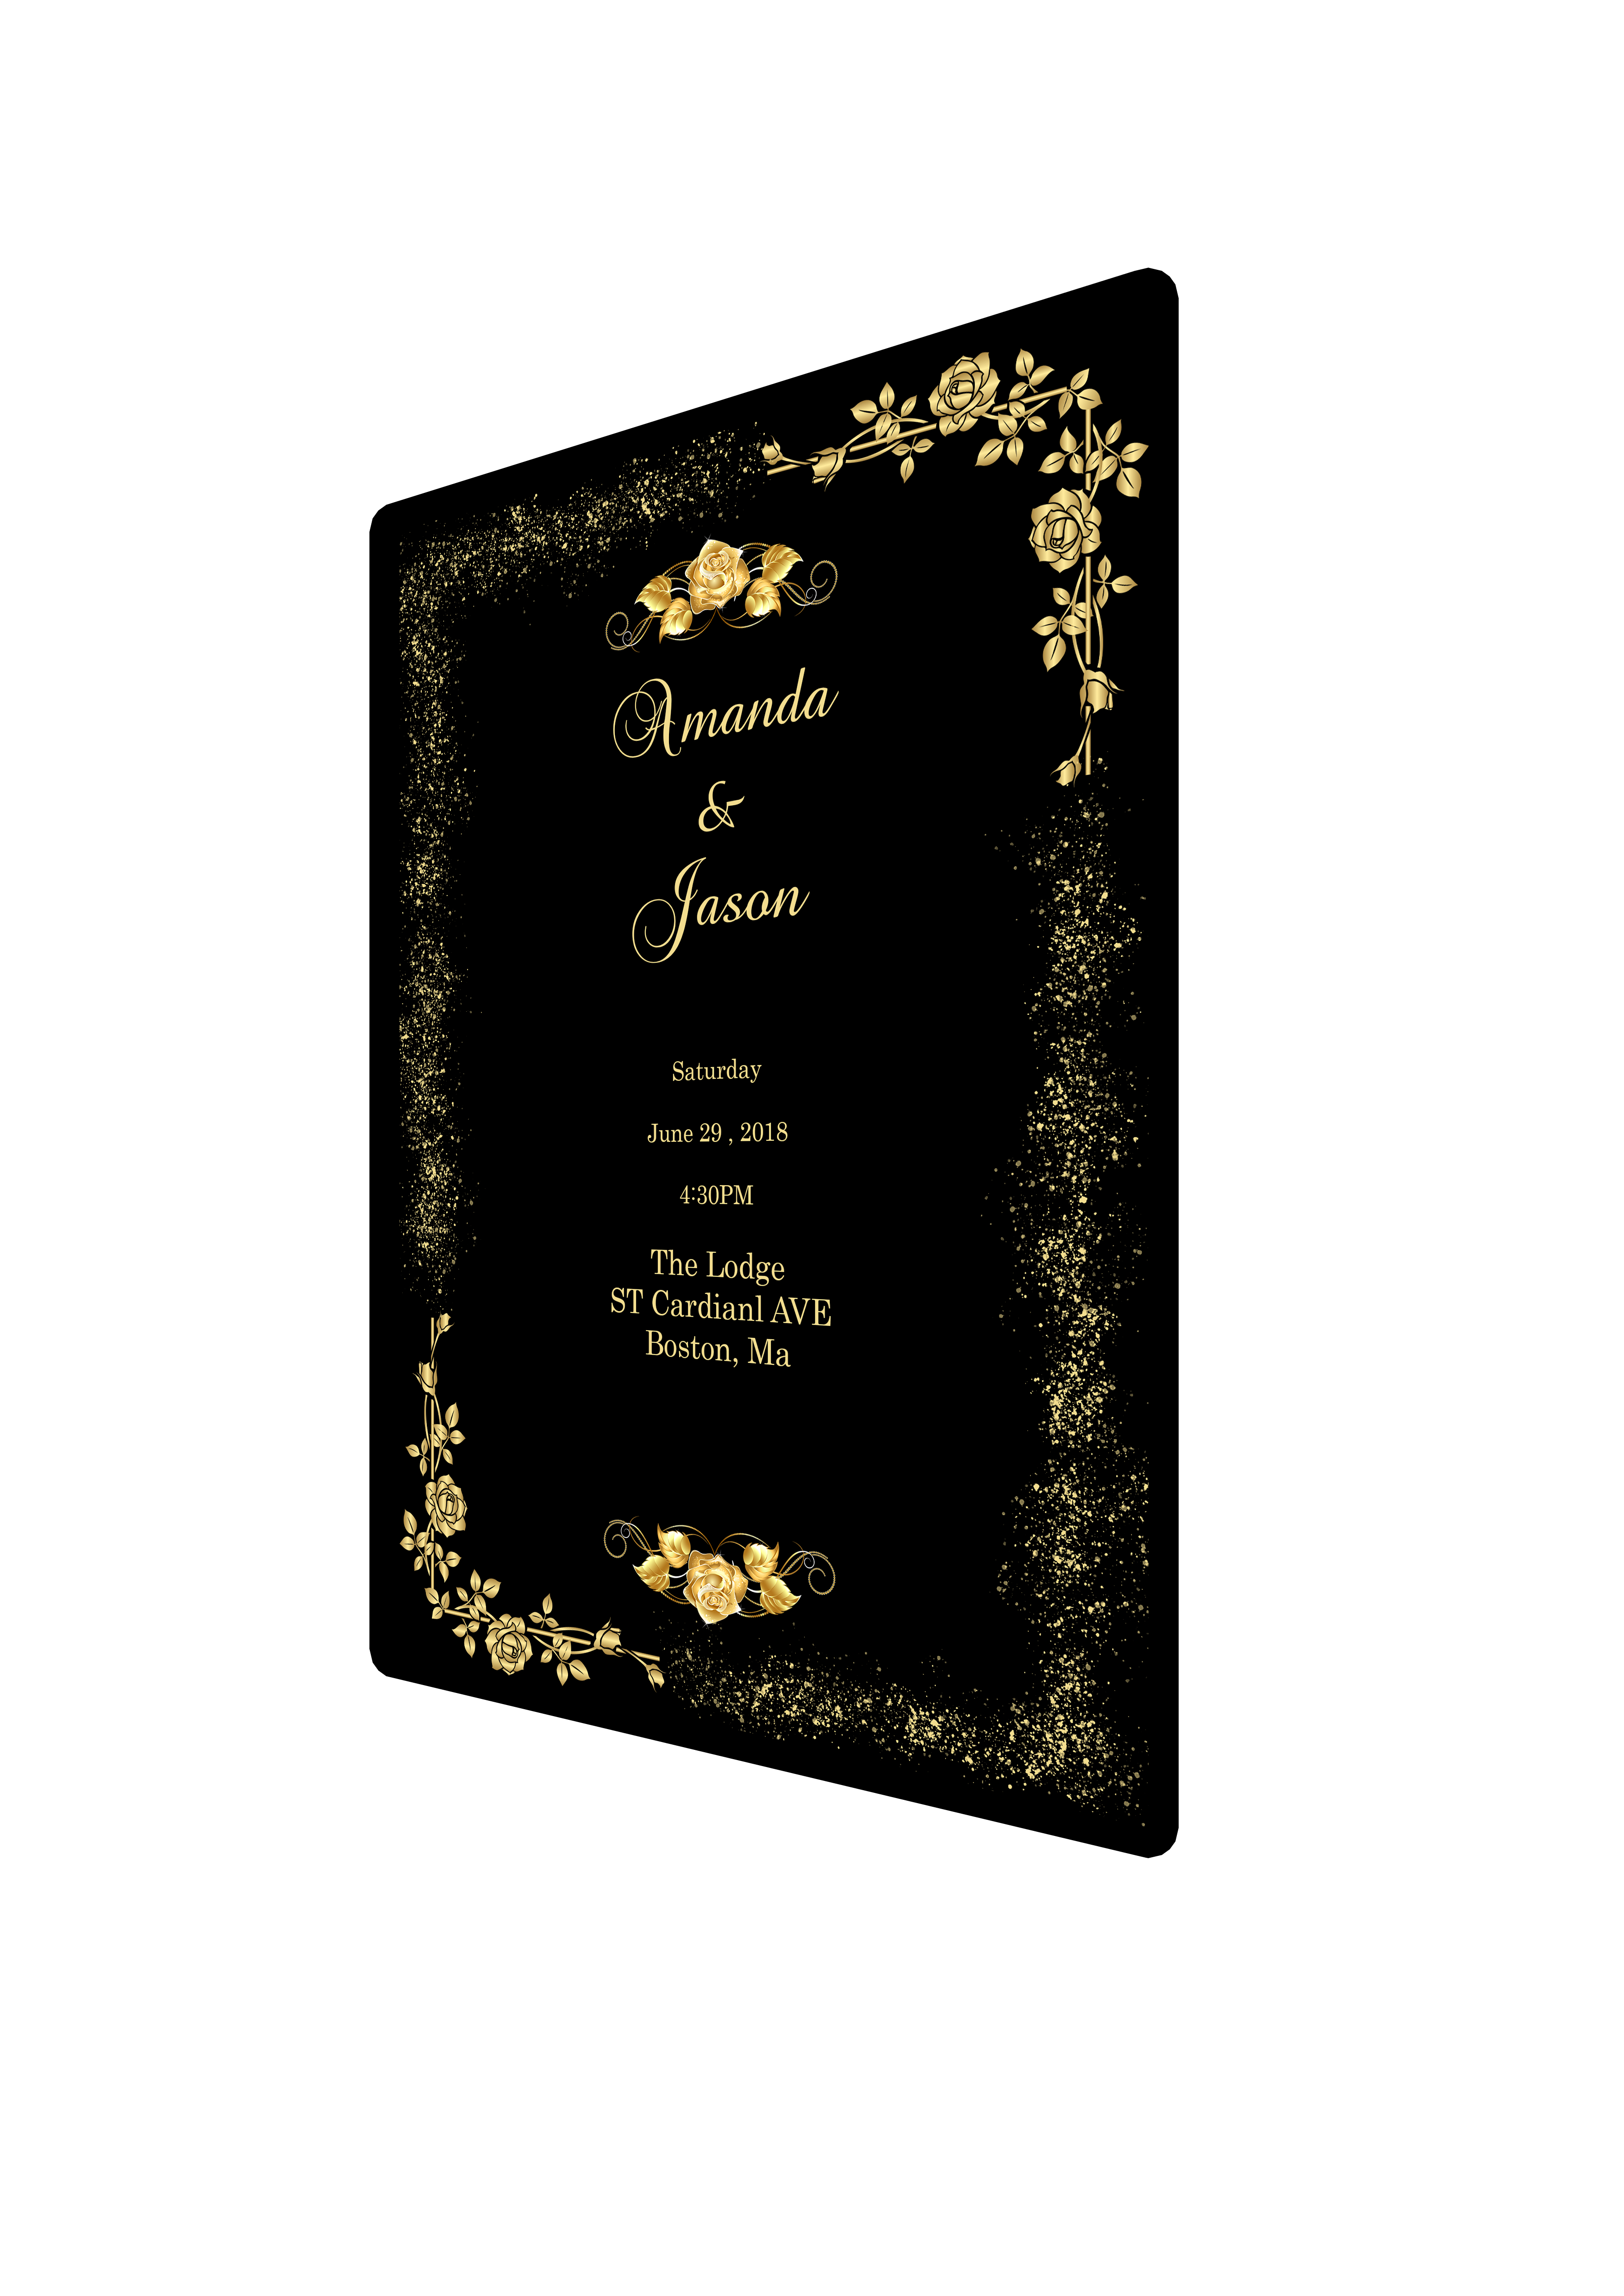 Amanda
&
Jason
Saturday
June 29 , 2018
4:30PM
The Lodge
ST Cardianl AVE
Boston, Ma